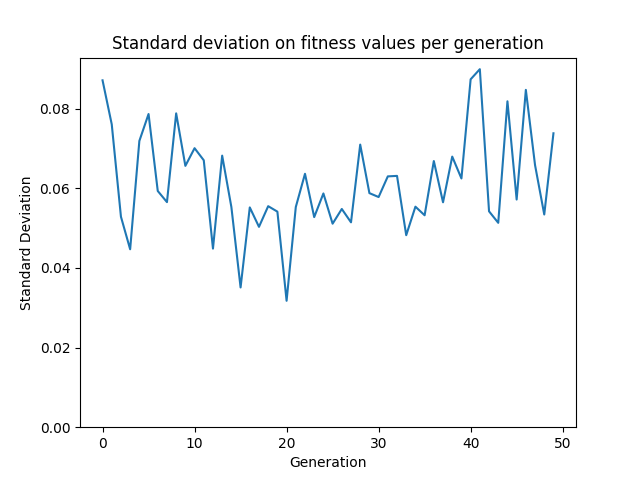 Standard deviation on fitness values per generation
Standard Deviation
0.08
0.06
0.04
0.02
0.00
0 10 20 30 40 50
Generation